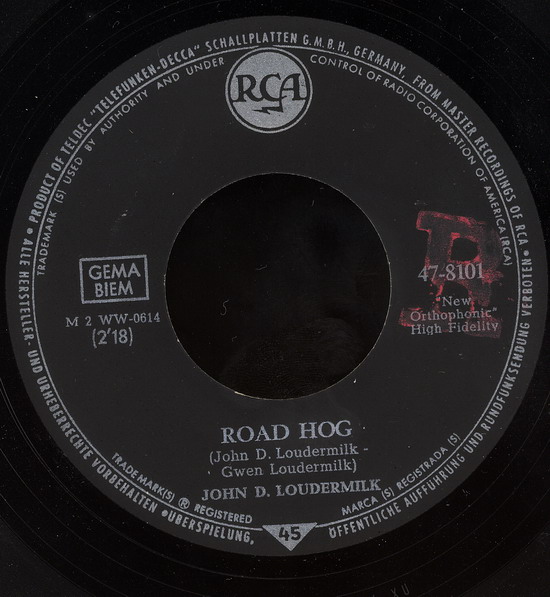 PRODUCT OF TELDEC "TELEFUNKEN-DECCA" SCHALLPLATTEN G.M.B.H., GERMANY, FROM MASTER RECORDINGS OF RCA •
TRADEMARK (S) USED BY AUTHORITY AND UNDER CONTROL OF RADIO CORPORATION OF AMERICA (RCA)
RCA
GEMA
BIEM
M 2 WW-0614
(2'18)
47-8101
"New
Orthophonic"
High Fidelity
R
ROAD HOG
(John D. Loudermilk -
Gwen Loudermilk)
JOHN D. LOUDERMILK
TRADEMARK(S) ® REGISTERED
MARCA (S) REGISTRADA (S)
45
• ALLE HERSTELLER- UND URHEBERRECHTE VORBEHALTEN • ÜBERSPIELUNG, ÖFFENTLICHE AUFFÜHRUNG UND RUNDFUNKSENDUNG VERBOTEN •